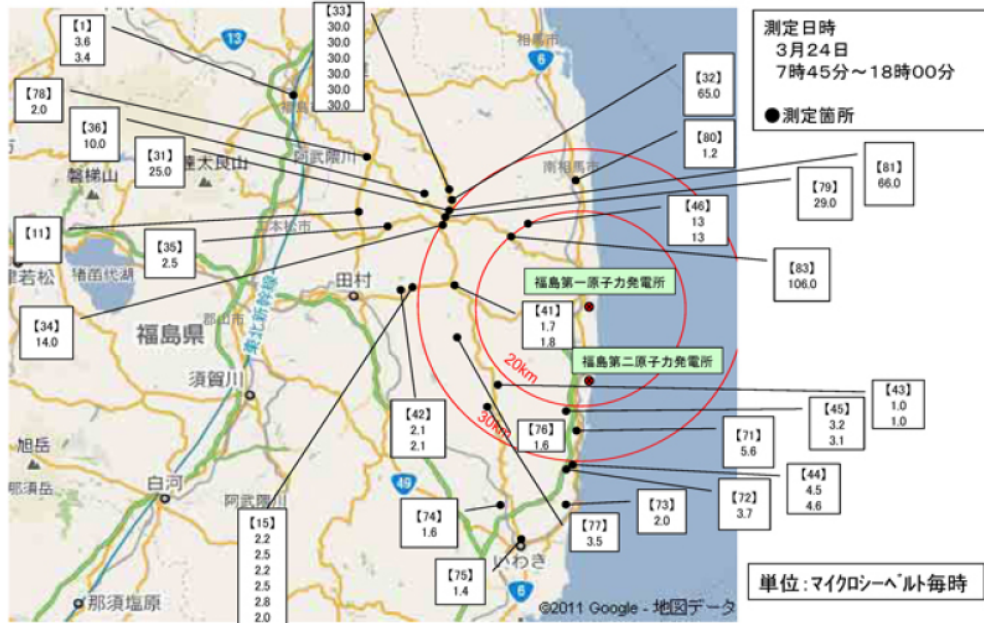 【1】
3.6
3.4
【33】
30.0
30.0
30.0
30.0
30.0
30.0
13
相馬市
6
測定日時
3月24日
7時45分～18時00分
●測定箇所
【32】
65.0
【78】
2.0
【36】
10.0
【31】
25.0
阿武隈川
【80】
1.2
南相馬市
【81】
66.0
【79】
29.0
磐梯山
【11】
【35】
2.5
二本松市
【46】
13
13
【83】
106.0
猪苗代湖
田村
福島第一原子力発電所
【34】
14.0
福島県
郡山市
東北新幹線
【41】
1.7
1.8
福島第二原子力発電所
須賀川
20km
30km
【42】
2.1
2.1
【76】
1.6
【43】
1.0
1.0
【45】
3.2
3.1
【71】
5.6
旭岳
那須岳
白河
阿武隈川
49
【44】
4.5
4.6
【72】
3.7
【73】
2.0
【74】
1.6
【77】
3.5
【15】
2.2
2.5
2.2
2.5
2.8
2.0
いわき
【75】
1.4
6
単位：マイクロシーベルト毎時
那須塩原
©2011 Google - 地図データ